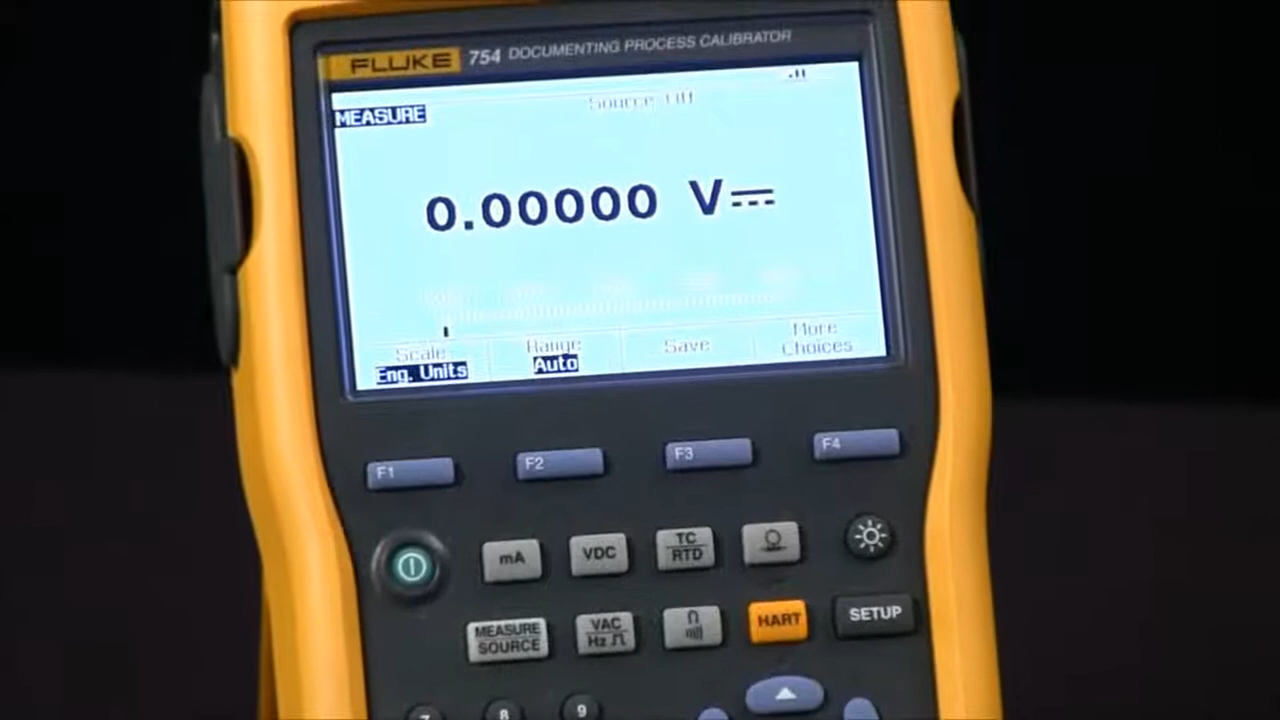 FLUKE 754 DOCUMENTING PROCESS CALIBRATOR
Source Off
MEASURE
0.00000 V
Scale Range Save More
Eng. Units Auto Choices
F1 F2 F3 F4
mA VDC TC
RTD
MEASURE
SOURCE
VAC
Hz
Ω
HART
SETUP
7 8 9